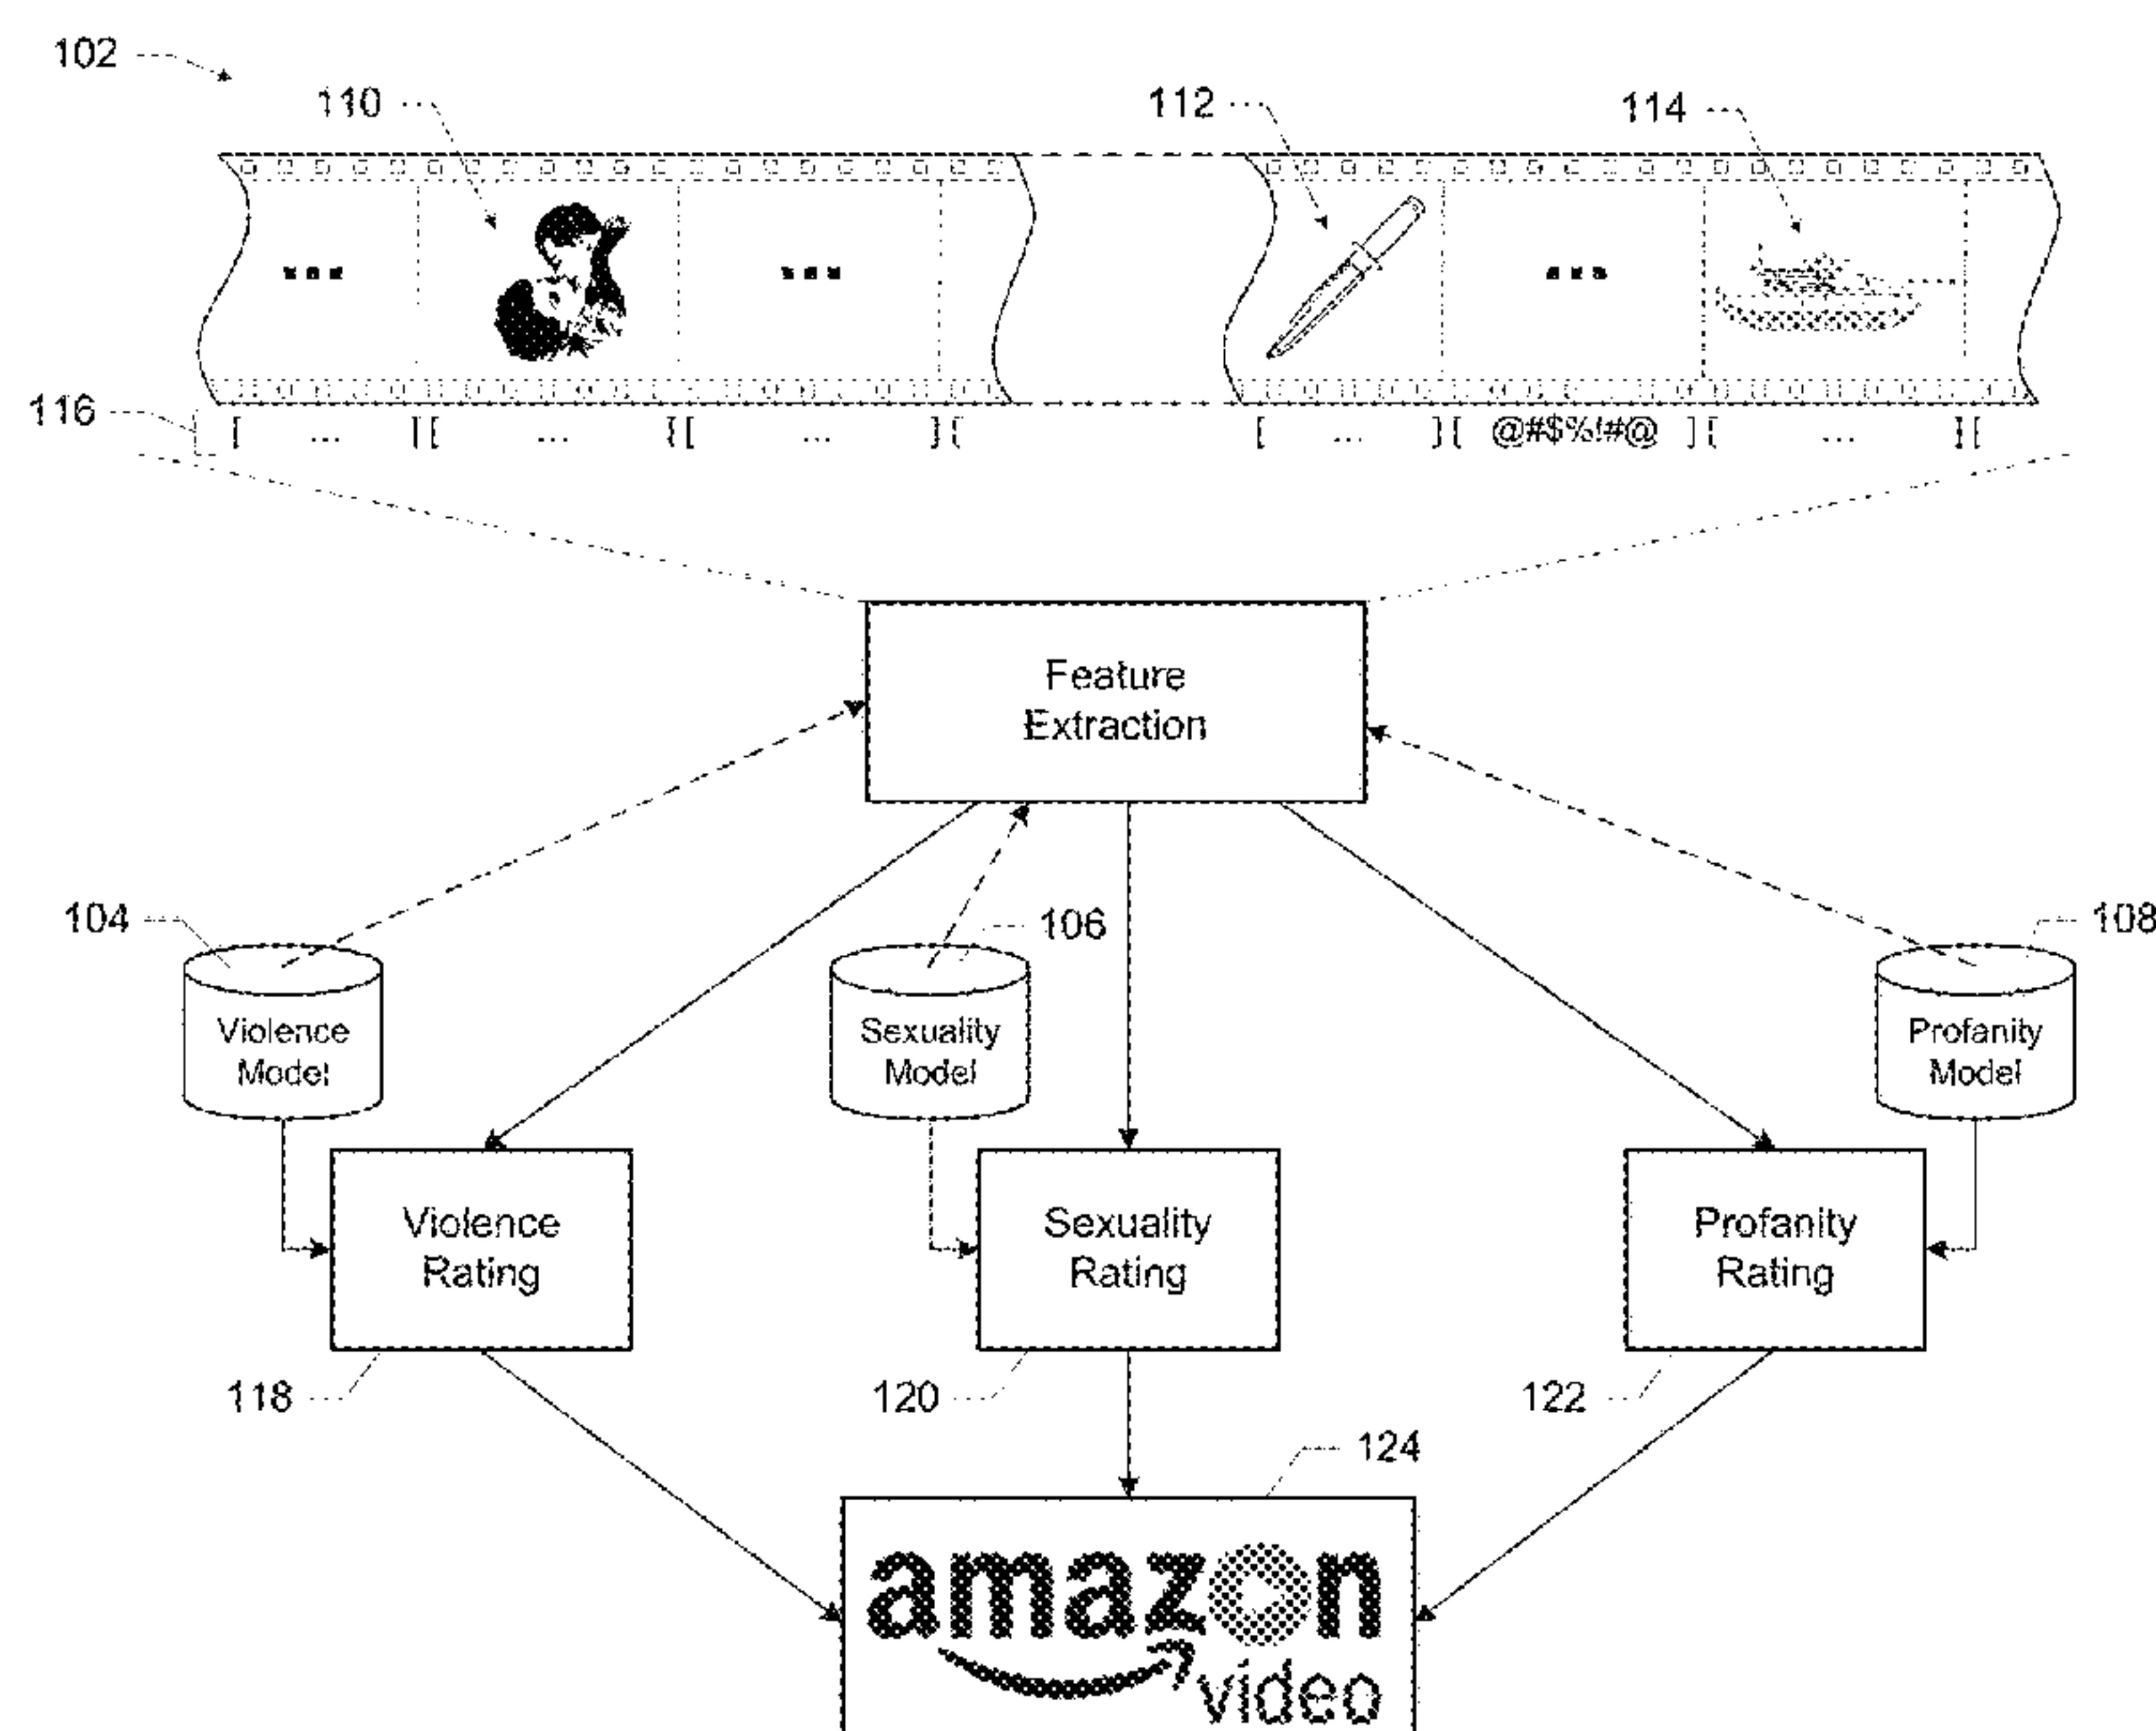 102
110
112
114
...
...
...
116
[ ... ][ ... ][ ... ][
[ ... ][ @#$%!#@ ][ ... ][
Feature
Extraction
104
106
108
Violence
Model
Sexuality
Model
Profanity
Model
Violence
Rating
Sexuality
Rating
Profanity
Rating
118
120
122
124
amazon
video